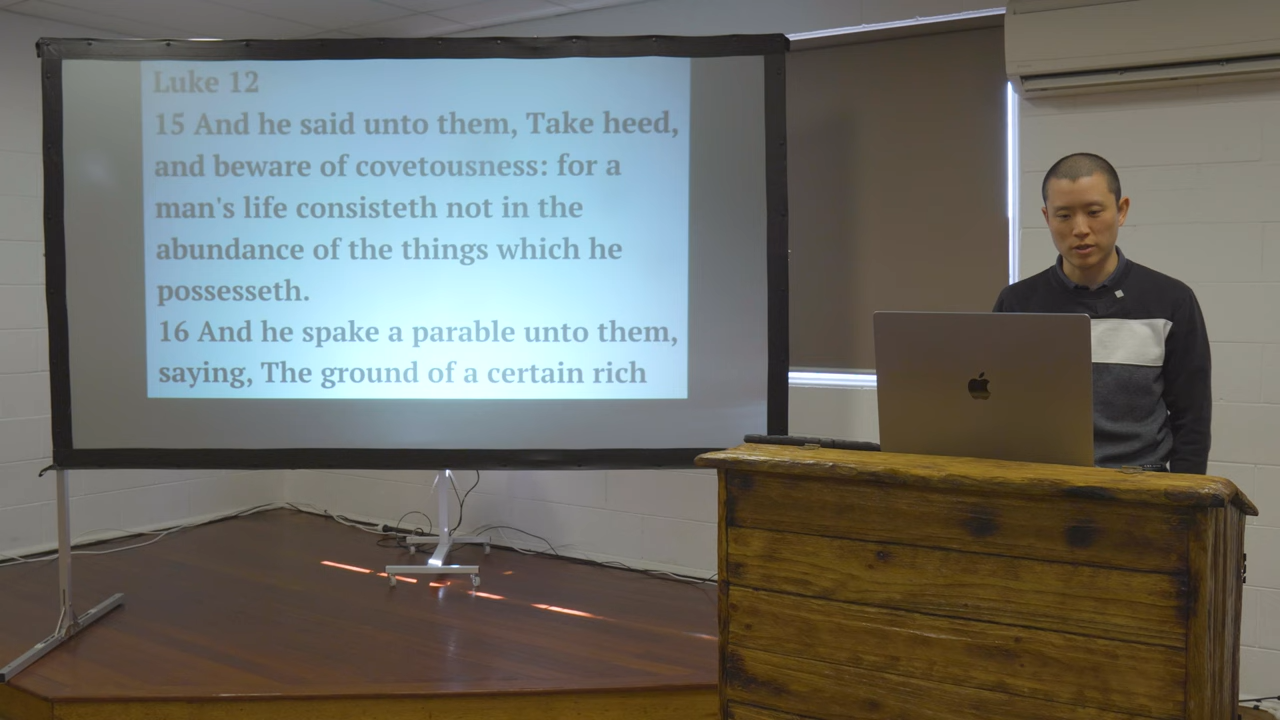 Luke 12
15 And he said unto them, Take heed,
and beware of covetousness: for a
man's life consisteth not in the
abundance of the things which he
possesseth.
16 And he spake a parable unto them,
saying, The ground of a certain rich